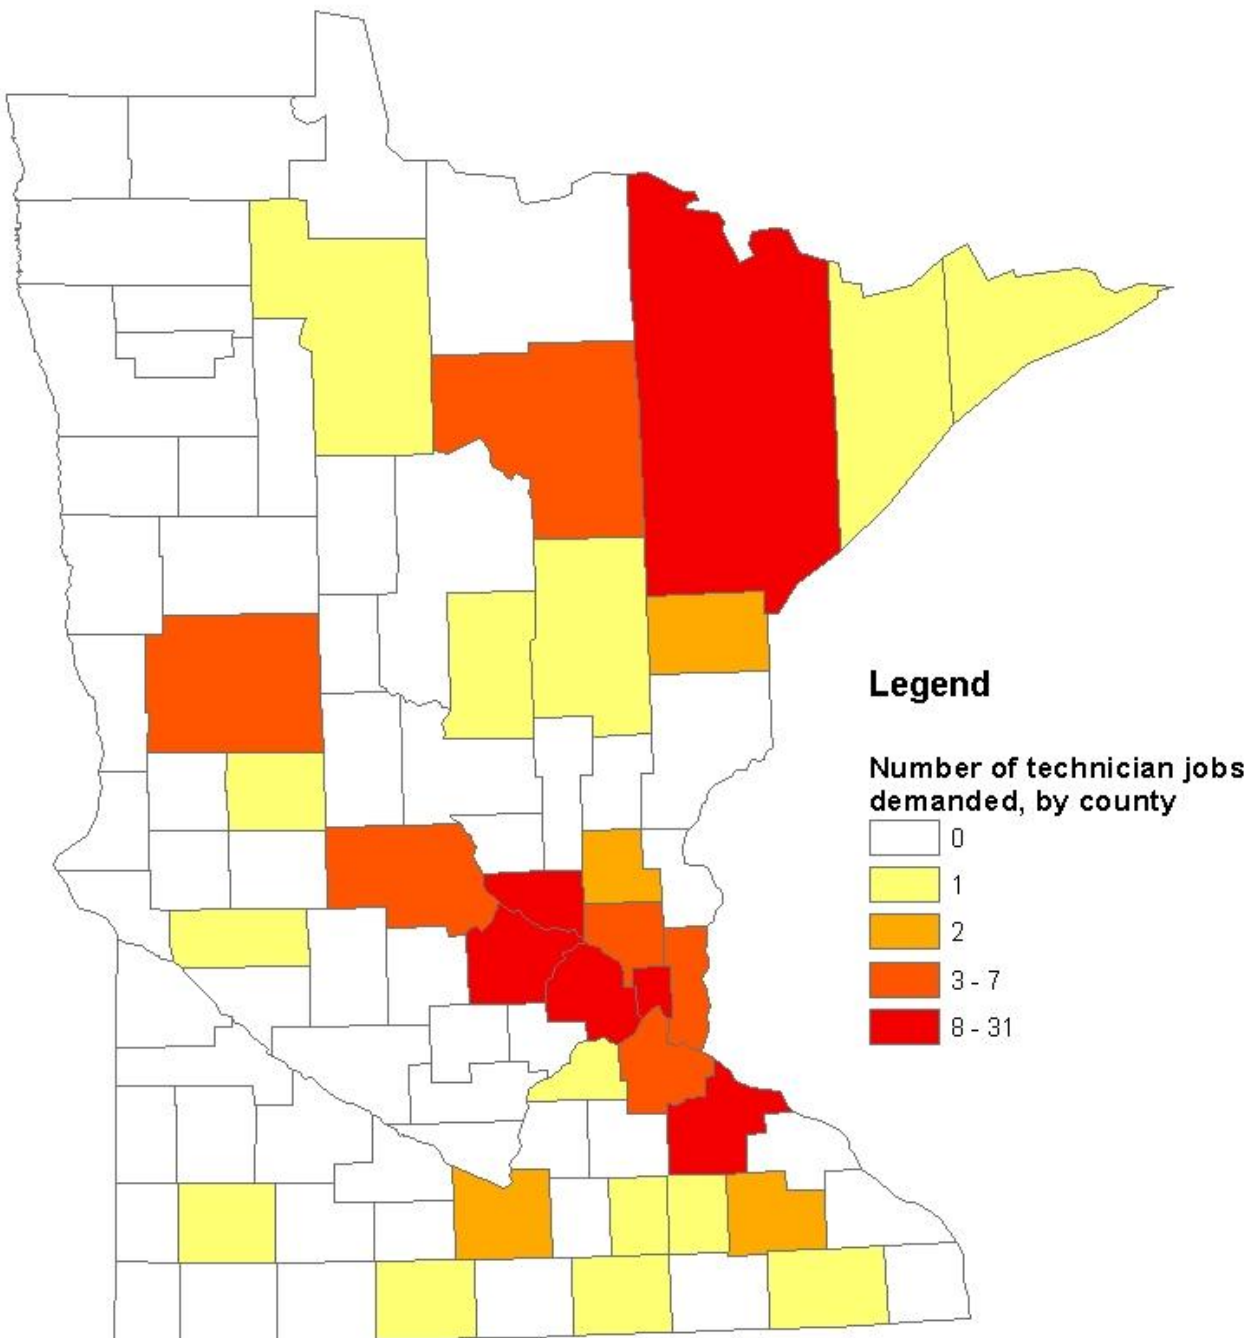 Legend
Number of technician jobs
demanded, by county
0
1
2
3 - 7
8 - 31